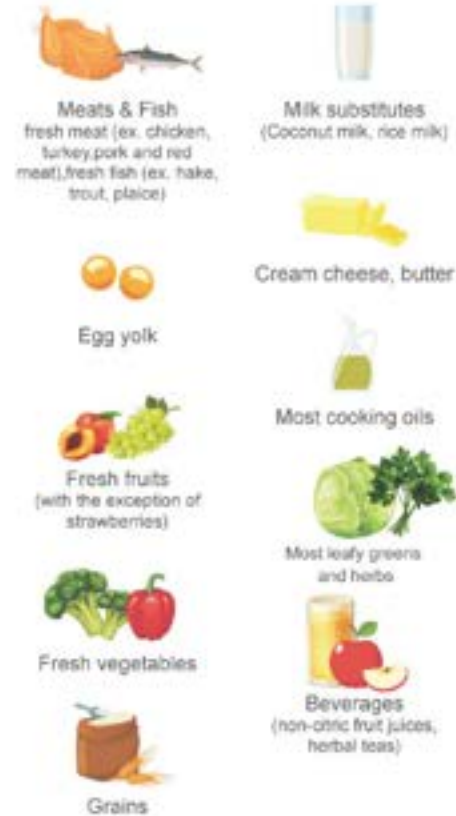 Meats & Fish
fresh meat (ex. chicken,
turkey,pork and red
meat),fresh fish (ex. hake,
trout, plaice)
Egg yolk
Fresh fruits
(with the exception of
strawberries)
Fresh vegetables
Grains
Milk substitutes
(Coconut milk, rice milk)
Cream cheese, butter
Most cooking oils
Most leafy greens
and herbs
Beverages
(non-citric fruit juices,
herbal teas)